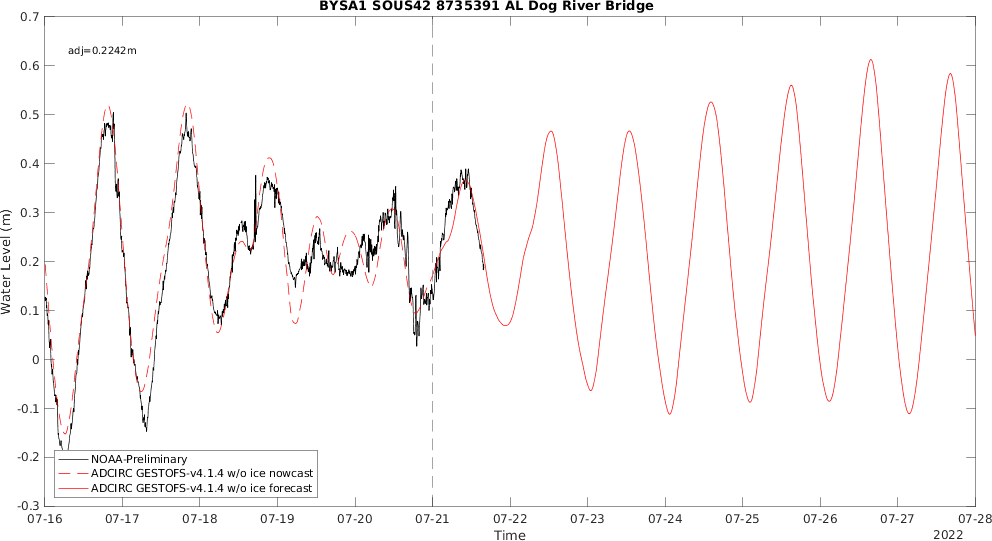 BYSA1 SOUS42 8735391 AL Dog River Bridge
adj=0.2242m
Water Level (m)
0.7
0.6
0.5
0.4
0.3
0.2
0.1
0
-0.1
-0.2
-0.3
NOAA-Preliminary
ADCIRC GESTOFS-v4.1.4 w/o ice nowcast
ADCIRC GESTOFS-v4.1.4 w/o ice forecast
07-16 07-17 07-18 07-19 07-20 07-21 07-22 07-23 07-24 07-25 07-26 07-27 07-28
Time
2022